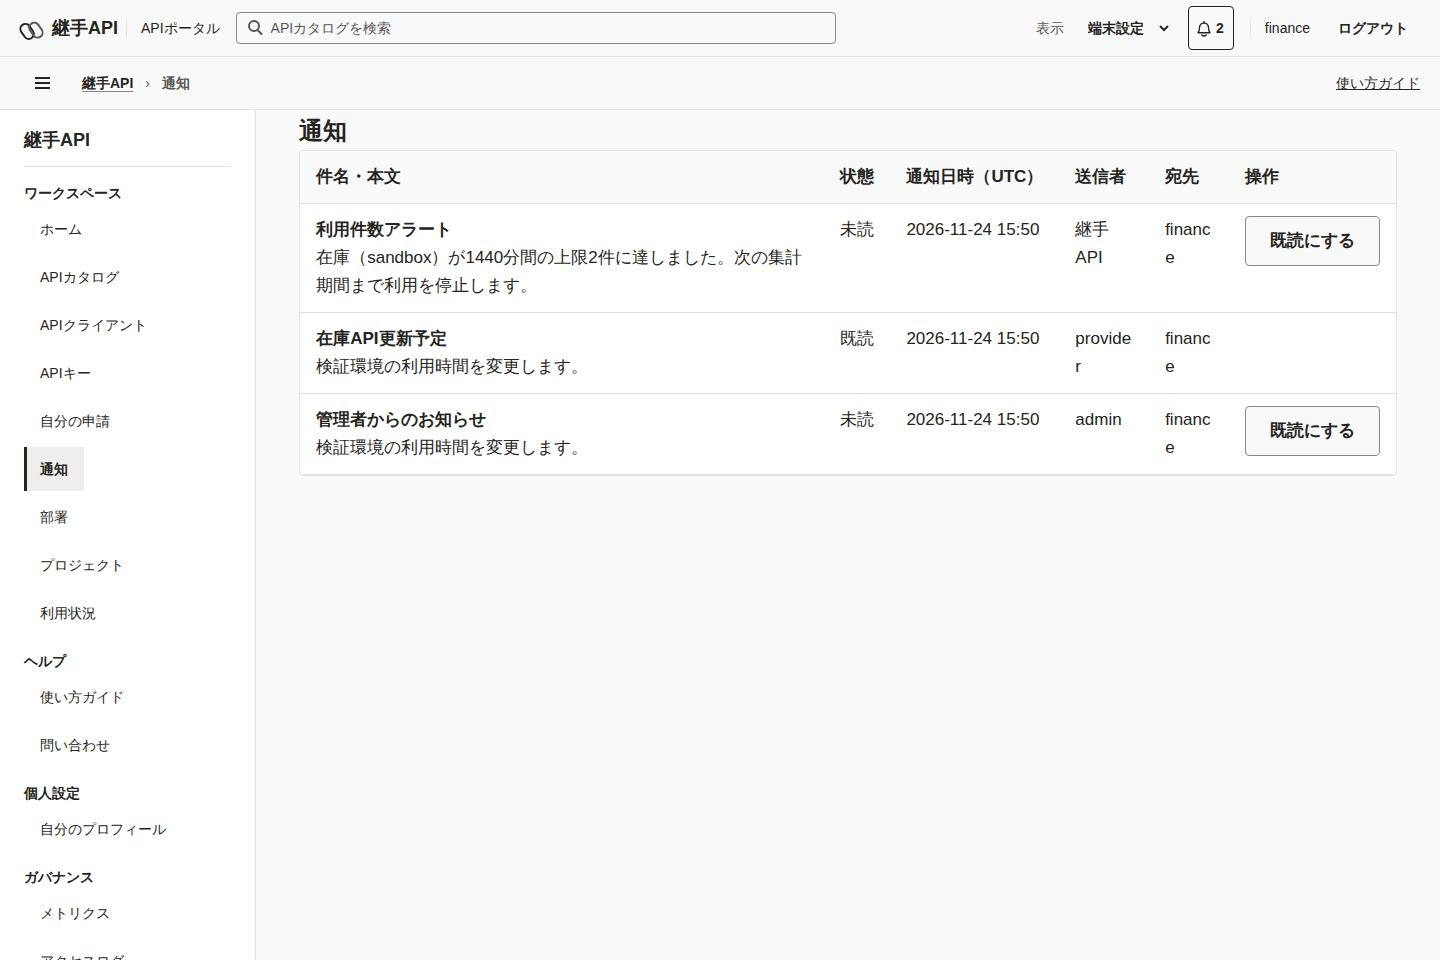 継手API APIポータル APIカタログを検索 表示 端末設定 2 finance ログアウト
継手API › 通知 使い方ガイド
継手API
ワークスペース
ホーム
APIカタログ
APIクライアント
APIキー
自分の申請
通知
部署
プロジェクト
利用状況
ヘルプ
使い方ガイド
問い合わせ
個人設定
自分のプロフィール
ガバナンス
メトリクス
アクセスログ
通知
件名・本文 状態 通知日時（UTC） 送信者 宛先 操作
利用件数アラート 未読 2026-11-24 15:50 継手 financ 既読にする
在庫（sandbox）が1440分間の上限2件に達しました。次の集計 API e
期間まで利用を停止します。
在庫API更新予定 既読 2026-11-24 15:50 provide financ
検証環境の利用時間を変更します。 r e
管理者からのお知らせ 未読 2026-11-24 15:50 admin financ 既読にする
検証環境の利用時間を変更します。 e